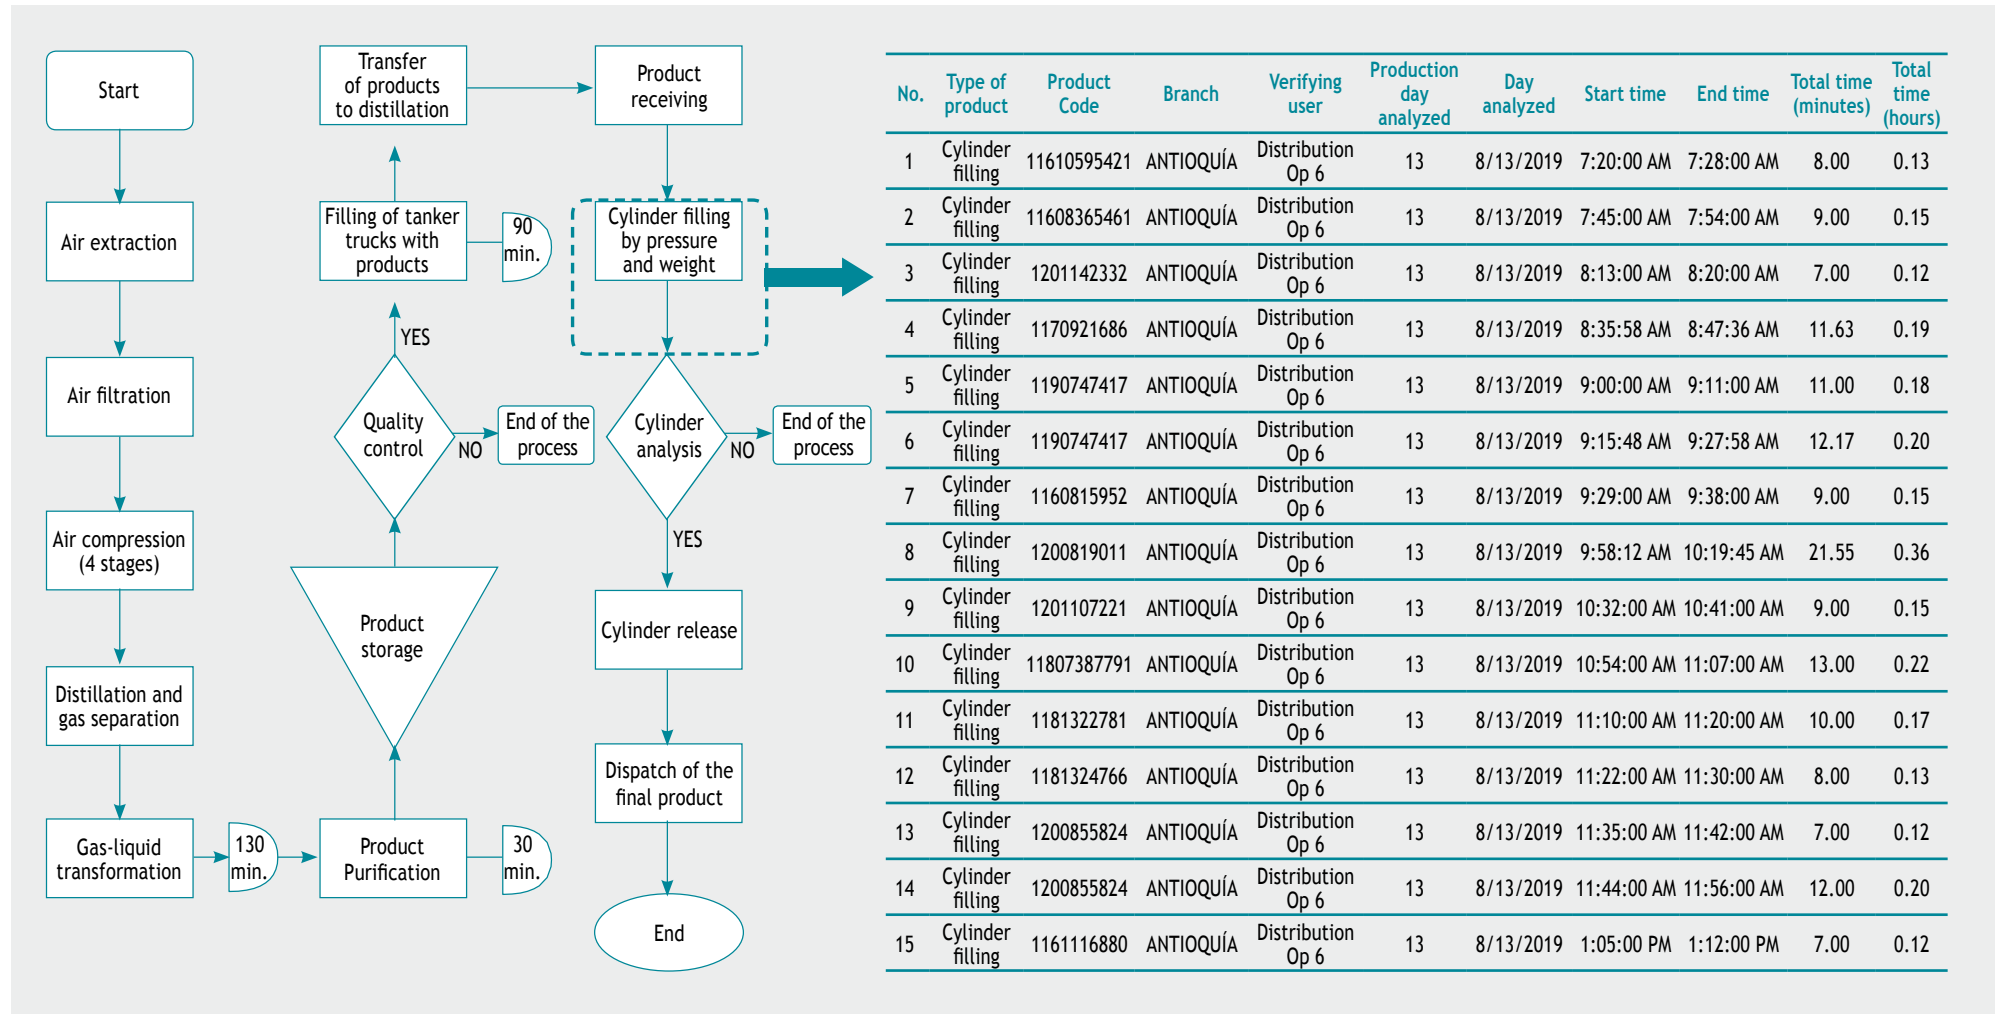 Start
Air extraction
Air filtration
Air compression
(4 stages)
Distillation and
gas separation
Gas-liquid
transformation
130
min.
Product
Purification
30
min.
Product
storage
Quality
control
NO
End of the
process
YES
Filling of tanker
trucks with
products
90
min.
Transfer
of products
to distillation
Product
receiving
Cylinder filling
by pressure
and weight
Cylinder
analysis
NO
End of the
process
YES
Cylinder release
Dispatch of the
final product
End
No. Type of product Product Code Branch Verifying user Production day analyzed Day analyzed Start time End time Total time (minutes) Total time (hours)
1 Cylinder filling 11610595421 ANTIOQUÍA Distribution Op 6 13 8/13/2019 7:20:00 AM 7:28:00 AM 8.00 0.13
2 Cylinder filling 11608365461 ANTIOQUÍA Distribution Op 6 13 8/13/2019 7:45:00 AM 7:54:00 AM 9.00 0.15
3 Cylinder filling 1201142332 ANTIOQUÍA Distribution Op 6 13 8/13/2019 8:13:00 AM 8:20:00 AM 7.00 0.12
4 Cylinder filling 1170921686 ANTIOQUÍA Distribution Op 6 13 8/13/2019 8:35:58 AM 8:47:36 AM 11.63 0.19
5 Cylinder filling 1190747417 ANTIOQUÍA Distribution Op 6 13 8/13/2019 9:00:00 AM 9:11:00 AM 11.00 0.18
6 Cylinder filling 1190747417 ANTIOQUÍA Distribution Op 6 13 8/13/2019 9:15:48 AM 9:27:58 AM 12.17 0.20
7 Cylinder filling 1160815952 ANTIOQUÍA Distribution Op 6 13 8/13/2019 9:29:00 AM 9:38:00 AM 9.00 0.15
8 Cylinder filling 1200819011 ANTIOQUÍA Distribution Op 6 13 8/13/2019 9:58:12 AM 10:19:45 AM 21.55 0.36
9 Cylinder filling 1201107221 ANTIOQUÍA Distribution Op 6 13 8/13/2019 10:32:00 AM 10:41:00 AM 9.00 0.15
10 Cylinder filling 11807387791 ANTIOQUÍA Distribution Op 6 13 8/13/2019 10:54:00 AM 11:07:00 AM 13.00 0.22
11 Cylinder filling 1181322781 ANTIOQUÍA Distribution Op 6 13 8/13/2019 11:10:00 AM 11:20:00 AM 10.00 0.17
12 Cylinder filling 1181324766 ANTIOQUÍA Distribution Op 6 13 8/13/2019 11:22:00 AM 11:30:00 AM 8.00 0.13
13 Cylinder filling 1200855824 ANTIOQUÍA Distribution Op 6 13 8/13/2019 11:35:00 AM 11:42:00 AM 7.00 0.12
14 Cylinder filling 1200855824 ANTIOQUÍA Distribution Op 6 13 8/13/2019 11:44:00 AM 11:56:00 AM 12.00 0.20
15 Cylinder filling 1161116880 ANTIOQUÍA Distribution Op 6 13 8/13/2019 1:05:00 PM 1:12:00 PM 7.00 0.12